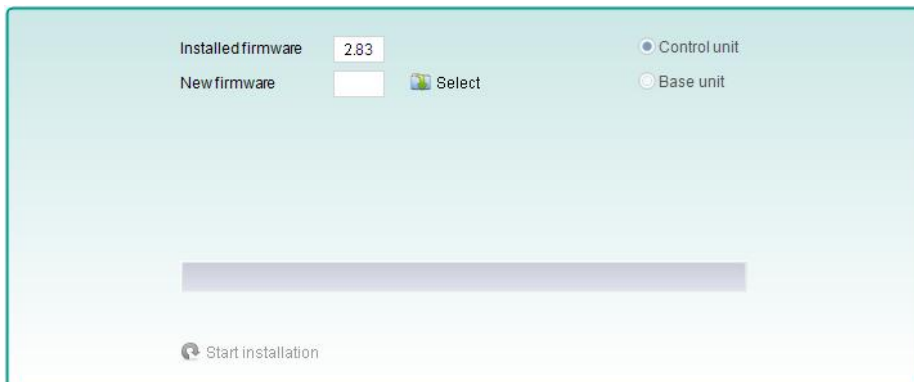 Installed firmware 2.83 Control unit
New firmware Select Base unit
Start installation